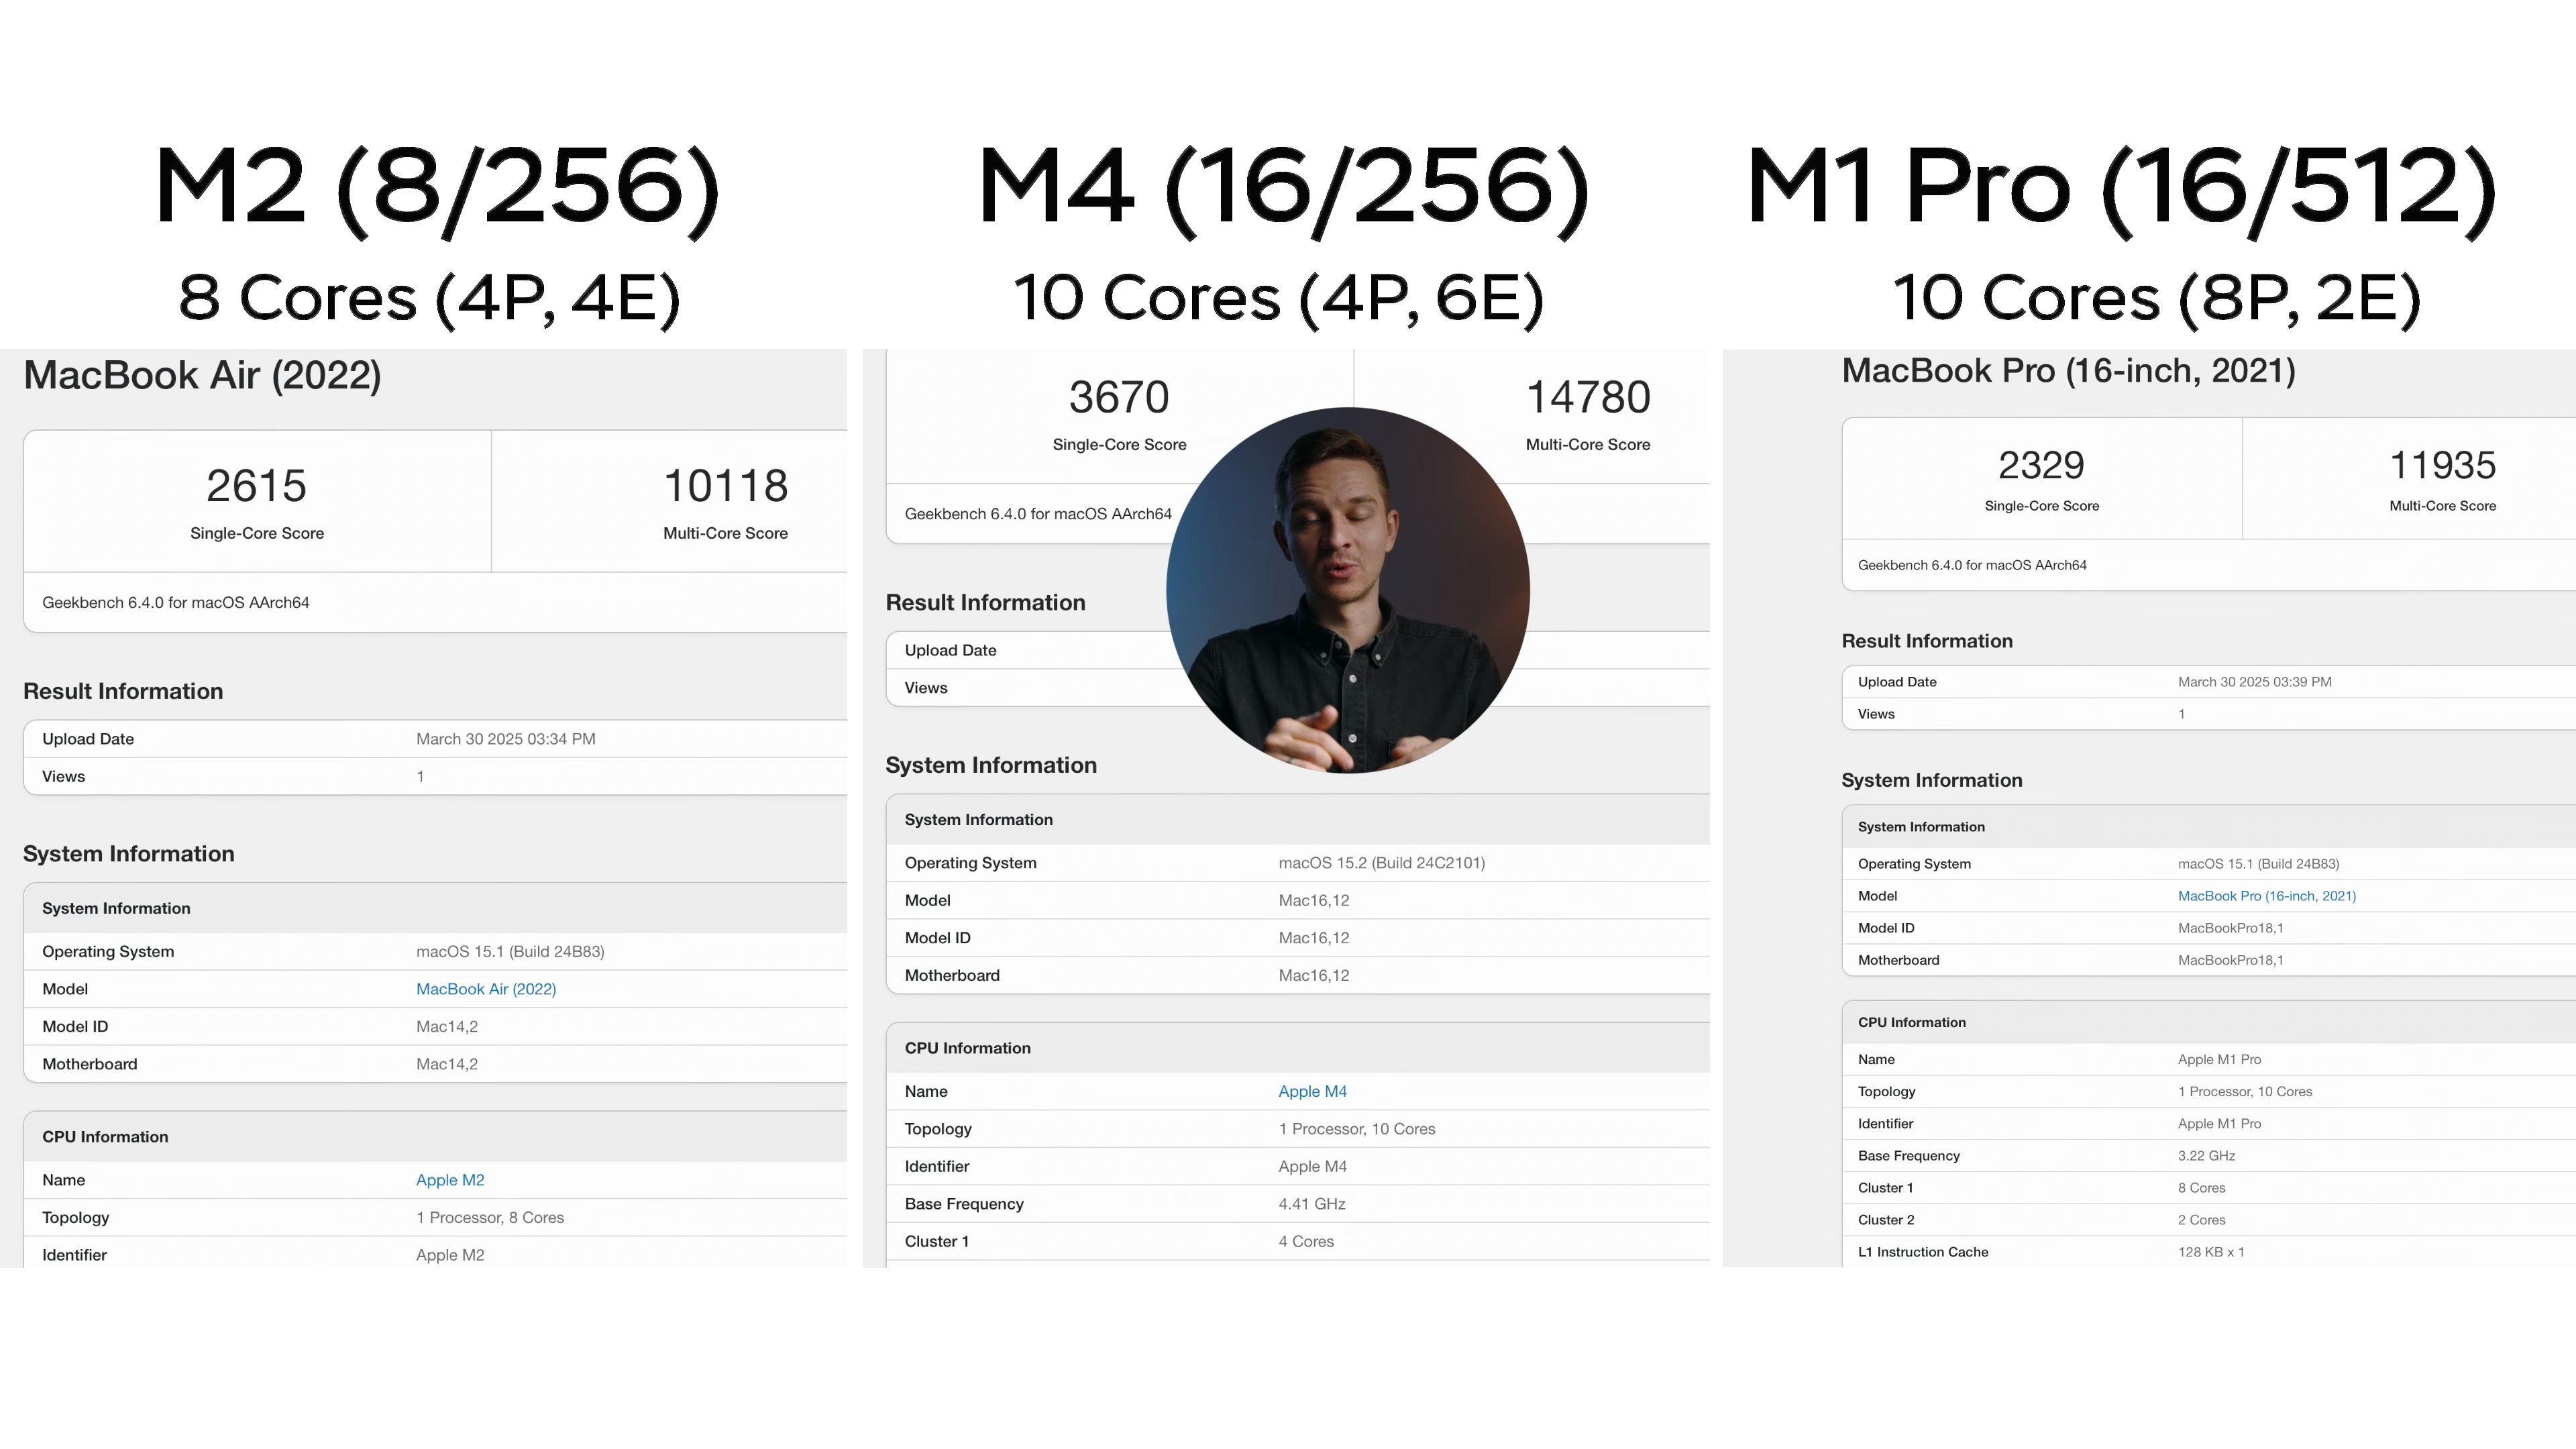 M2 (8/256)
8 Cores (4P, 4E)
MacBook Air (2022)
2615
Single-Core Score
10118
Multi-Core Score
Geekbench 6.4.0 for macOS AArch64
Result Information
Upload Date March 30 2025 03:34 PM
Views 1
System Information
System Information
Operating System macOS 15.1 (Build 24B83)
Model MacBook Air (2022)
Model ID Mac14,2
Motherboard Mac14,2
CPU Information
Name Apple M2
Topology 1 Processor, 8 Cores
Identifier Apple M2
M4 (16/256)
10 Cores (4P, 6E)
3670
Single-Core Score
14780
Multi-Core Score
Geekbench 6.4.0 for macOS AArch64
Result Information
Upload Date
Views
System Information
System Information
Operating System macOS 15.2 (Build 24C2101)
Model Mac16,12
Model ID Mac16,12
Motherboard Mac16,12
CPU Information
Name Apple M4
Topology 1 Processor, 10 Cores
Identifier Apple M4
Base Frequency 4.41 GHz
Cluster 1 4 Cores
M1 Pro (16/512)
10 Cores (8P, 2E)
MacBook Pro (16-inch, 2021)
2329
Single-Core Score
11935
Multi-Core Score
Geekbench 6.4.0 for macOS AArch64
Result Information
Upload Date March 30 2025 03:39 PM
Views 1
System Information
System Information
Operating System macOS 15.1 (Build 24B83)
Model MacBook Pro (16-inch, 2021)
Model ID MacBookPro18,1
Motherboard MacBookPro18,1
CPU Information
Name Apple M1 Pro
Topology 1 Processor, 10 Cores
Identifier Apple M1 Pro
Base Frequency 3.22 GHz
Cluster 1 8 Cores
Cluster 2 2 Cores
L1 Instruction Cache 128 KB x 1